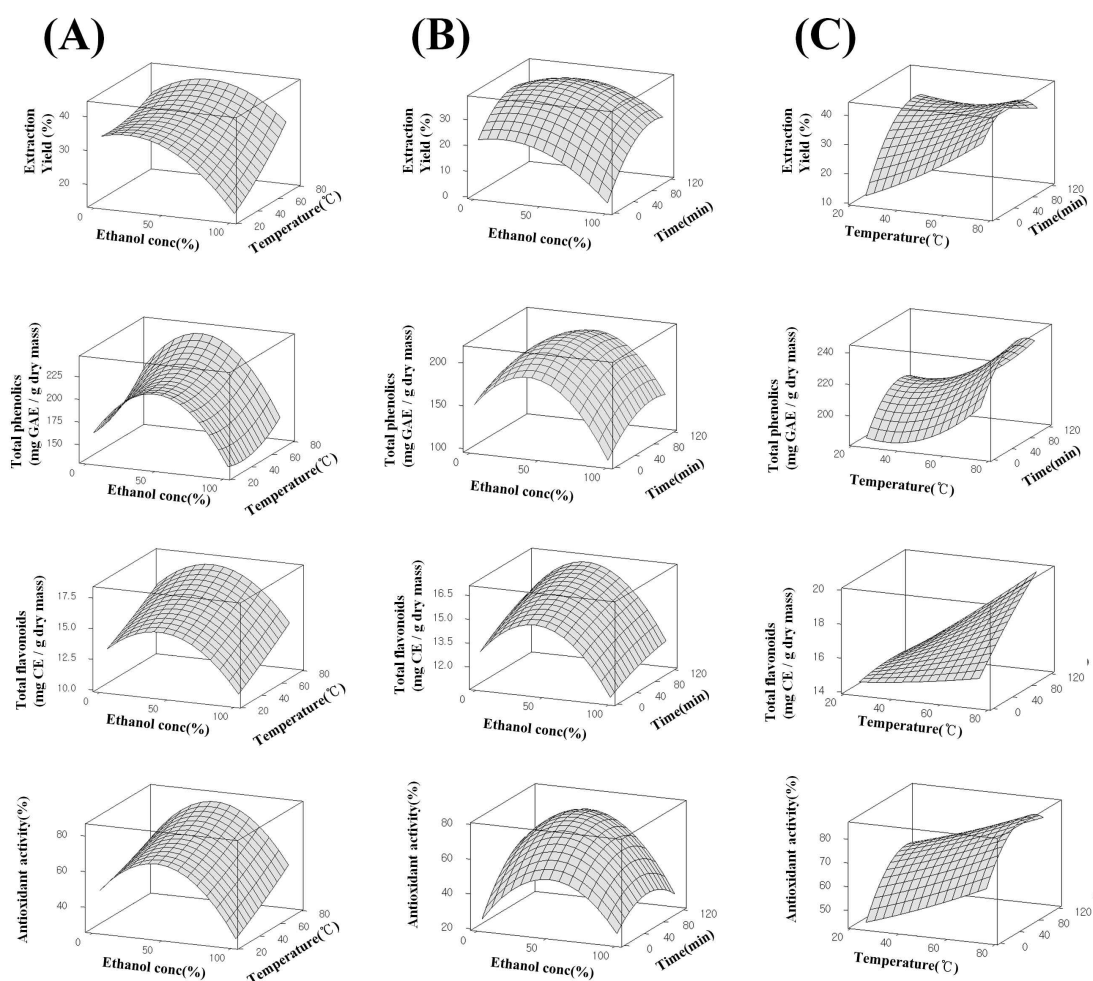 (A)
(B)
(C)
Extraction
Yield (%)
40
30
20
0
50
100
Ethanol conc(%)
20
40
60
80
Temperature(℃)
Extraction
Yield (%)
30
20
10
0
0
50
100
Ethanol conc(%)
0
40
80
120
Time(min)
Extraction
Yield (%)
40
30
20
10
20
40
60
80
Temperature(℃)
0
40
80
120
Time(min)
Total phenolics
(mg GAE / g dry mass)
225
200
175
150
0
50
100
Ethanol conc(%)
20
40
60
80
Temperature(℃)
Total phenolics
(mg GAE / g dry mass)
200
150
100
0
50
100
Ethanol conc(%)
0
40
80
120
Time(min)
Total phenolics
(mg GAE / g dry mass)
240
220
200
20
40
60
80
Temperature(℃)
0
40
80
120
Time(min)
Total flavonoids
(mg CE / g dry mass)
17.5
15.0
12.5
10.0
0
50
100
Ethanol conc(%)
20
40
60
80
Temperature(℃)
Total flavonoids
(mg CE / g dry mass)
16.5
15.0
13.5
12.0
0
50
100
Ethanol conc(%)
0
40
80
120
Time(min)
Total flavonoids
(mg CE / g dry mass)
20
18
16
14
20
40
60
80
Temperature(℃)
0
40
80
120
Antioxidant activity(%)
80
60
40
0
50
100
Ethanol conc(%)
20
40
60
80
Temperature(℃)
Antioxidant activity(%)
80
60
40
20
0
50
100
Ethanol conc(%)
0
40
80
120
Time(min)
Antioxidant activity(%)
80
70
60
50
20
40
60
80
Temperature(℃)
0
40
80
120